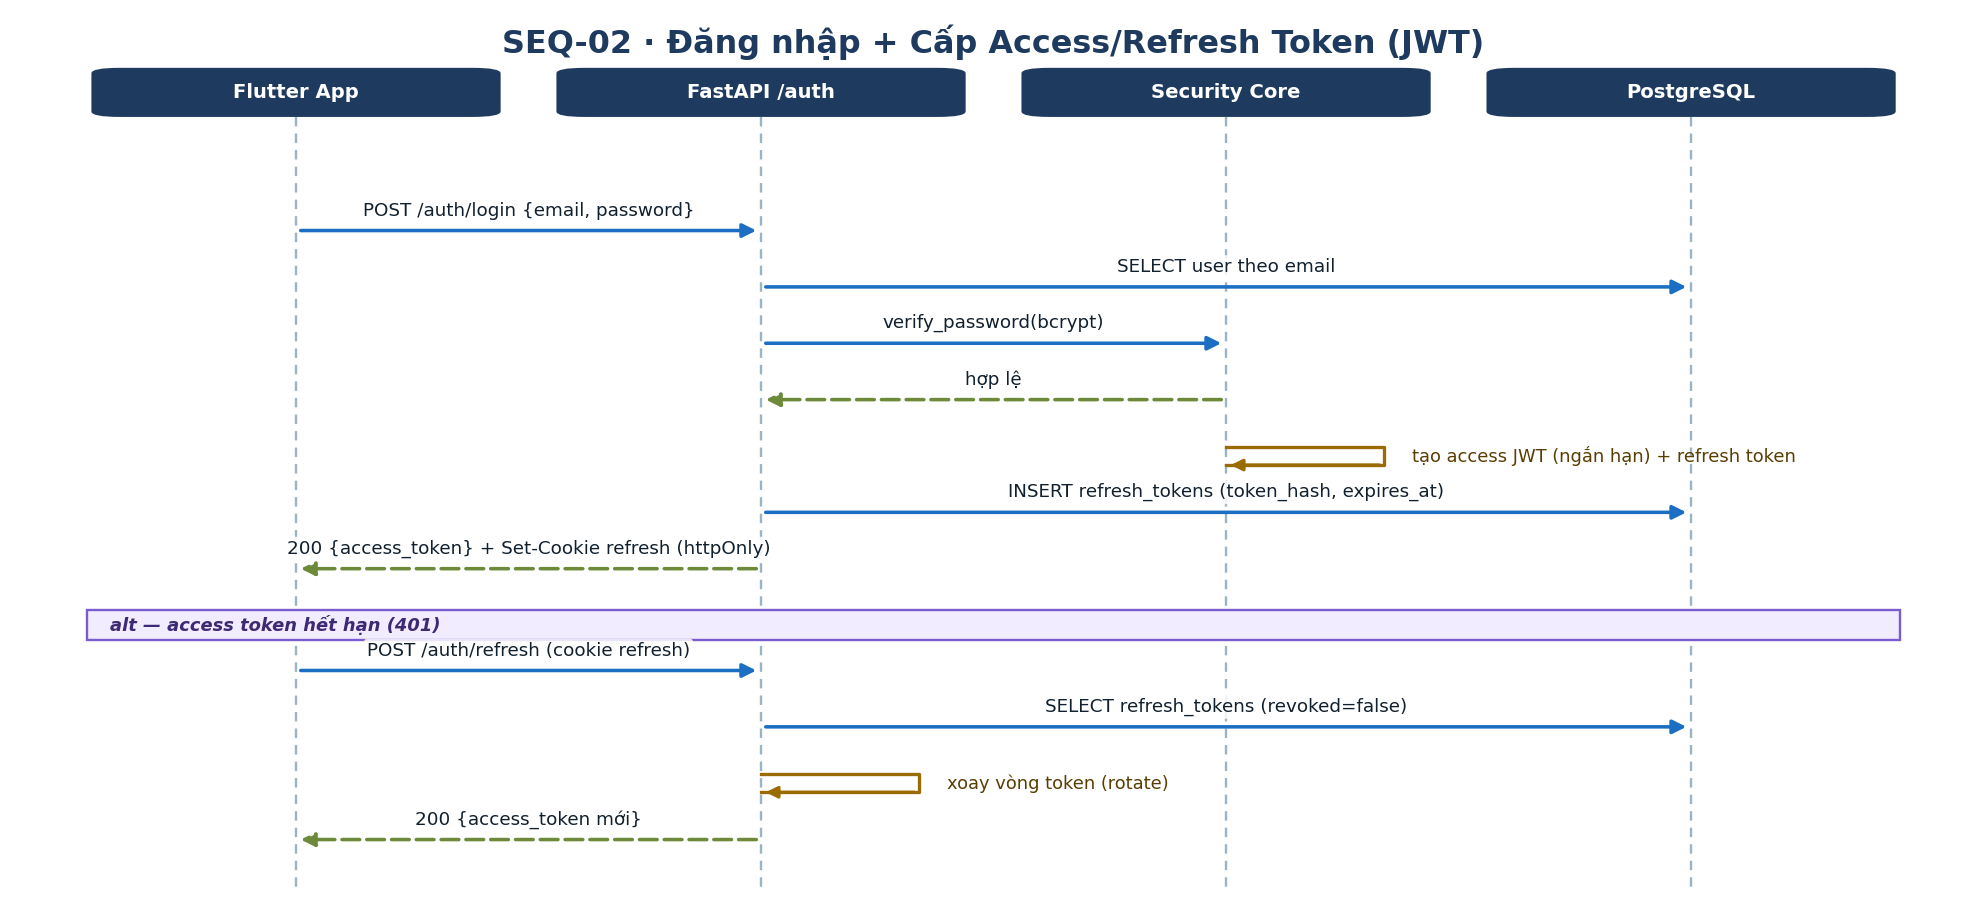 SEQ-02 · Đăng nhập + Cấp Access/Refresh Token (JWT)
Flutter App
FastAPI /auth
Security Core
PostgreSQL
POST /auth/login {email, password}
SELECT user theo email
verify_password(bcrypt)
hợp lệ
tạo access JWT (ngắn hạn) + refresh token
INSERT refresh_tokens (token_hash, expires_at)
200 {access_token} + Set-Cookie refresh (httpOnly)
alt — access token hết hạn (401)
POST /auth/refresh (cookie refresh)
SELECT refresh_tokens (revoked=false)
xoay vòng token (rotate)
200 {access_token mới}